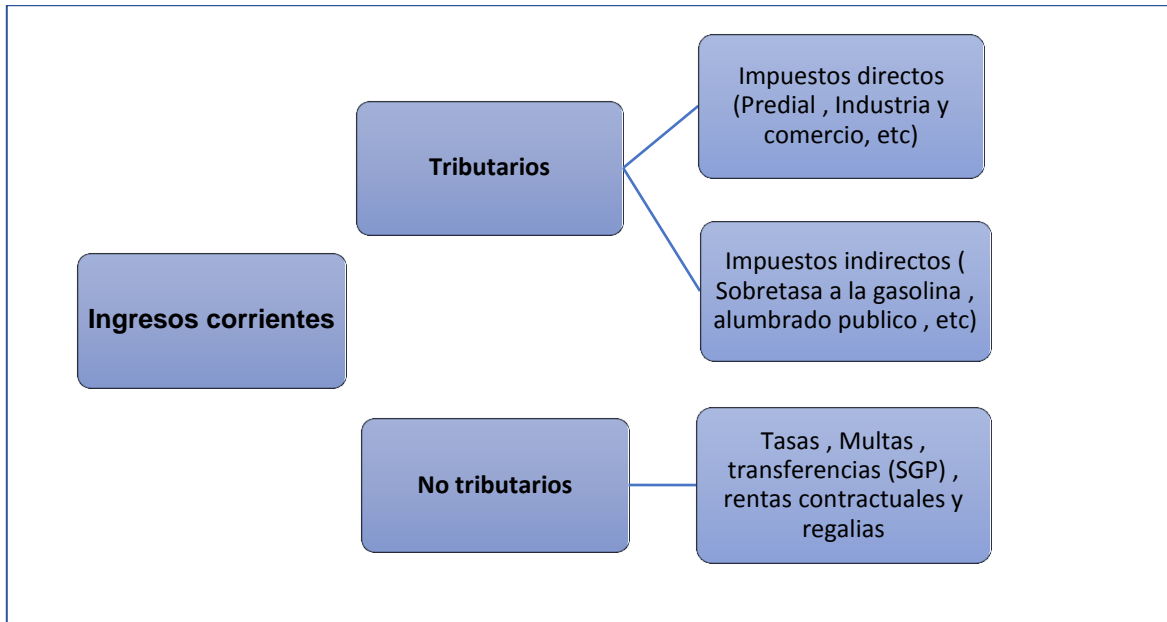 Ingresos corrientes
Tributarios
Impuestos directos
(Predial , Industria y
comercio, etc)
Impuestos indirectos (
Sobretasa a la gasolina ,
alumbrado publico , etc)
No tributarios
Tasas , Multas ,
transferencias (SGP) ,
rentas contractuales y
regalias